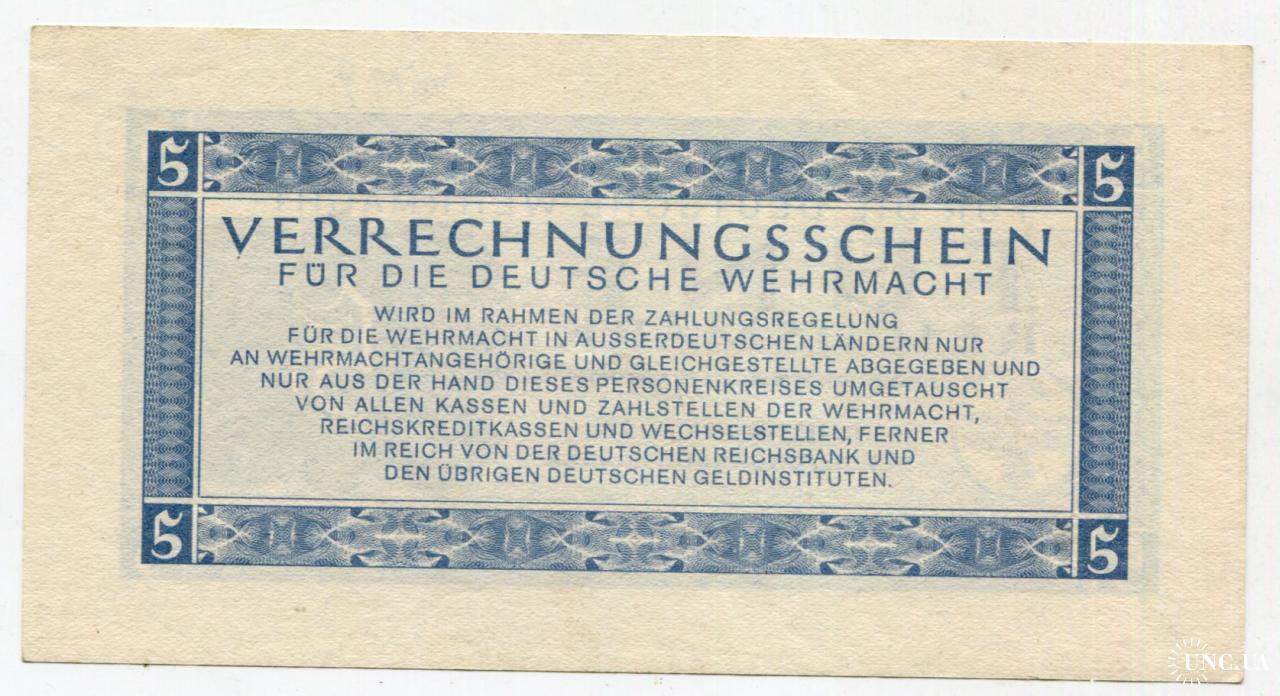 5 5
VERRECHNUNGSSCHEIN
FÜR DIE DEUTSCHE WEHRMACHT
WIRD IM RAHMEN DER ZAHLUNGSREGELUNG
FÜR DIE WEHRMACHT IN AUSSERDEUTSCHEN LÄNDERN NUR
AN WEHRMACHTANGEHÖRIGE UND GLEICHGESTELLTE ABGEGEBEN UND
NUR AUS DER HAND DIESES PERSONENKREISES UMGETAUSCHT
VON ALLEN KASSEN UND ZAHLSTELLEN DER WEHRMACHT,
REICHSKREDITKASSEN UND WECHSELSTELLEN, FERNER
IM REICH VON DER DEUTSCHEN REICHSBANK UND
DEN ÜBRIGEN DEUTSCHEN GELDINSTITUTEN.
5 5
UNC.UA